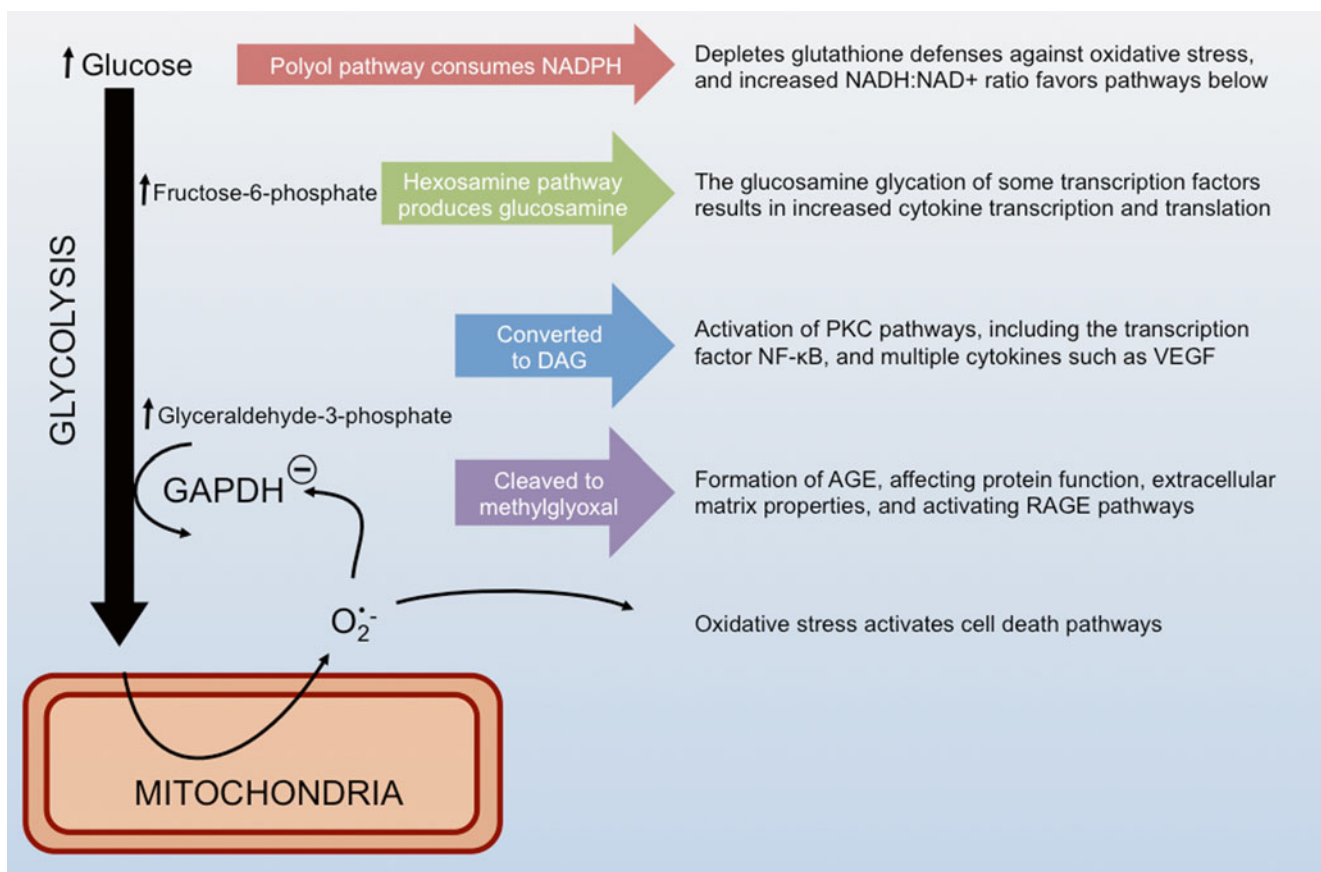 ↑ Glucose
Polyol pathway consumes NADPH
Depletes glutathione defenses against oxidative stress,
and increased NADH:NAD+ ratio favors pathways below
↑ Fructose-6-phosphate
Hexosamine pathway
produces glucosamine
The glucosamine glycation of some transcription factors
results in increased cytokine transcription and translation
GLYCOLYSIS
Converted
to DAG
Activation of PKC pathways, including the transcription
factor NF-κB, and multiple cytokines such as VEGF
↑ Glyceraldehyde-3-phosphate
GAPDH ⊖
Cleaved to
methylglyoxal
Formation of AGE, affecting protein function, extracellular
matrix properties, and activating RAGE pathways
O₂•-
Oxidative stress activates cell death pathways
MITOCHONDRIA